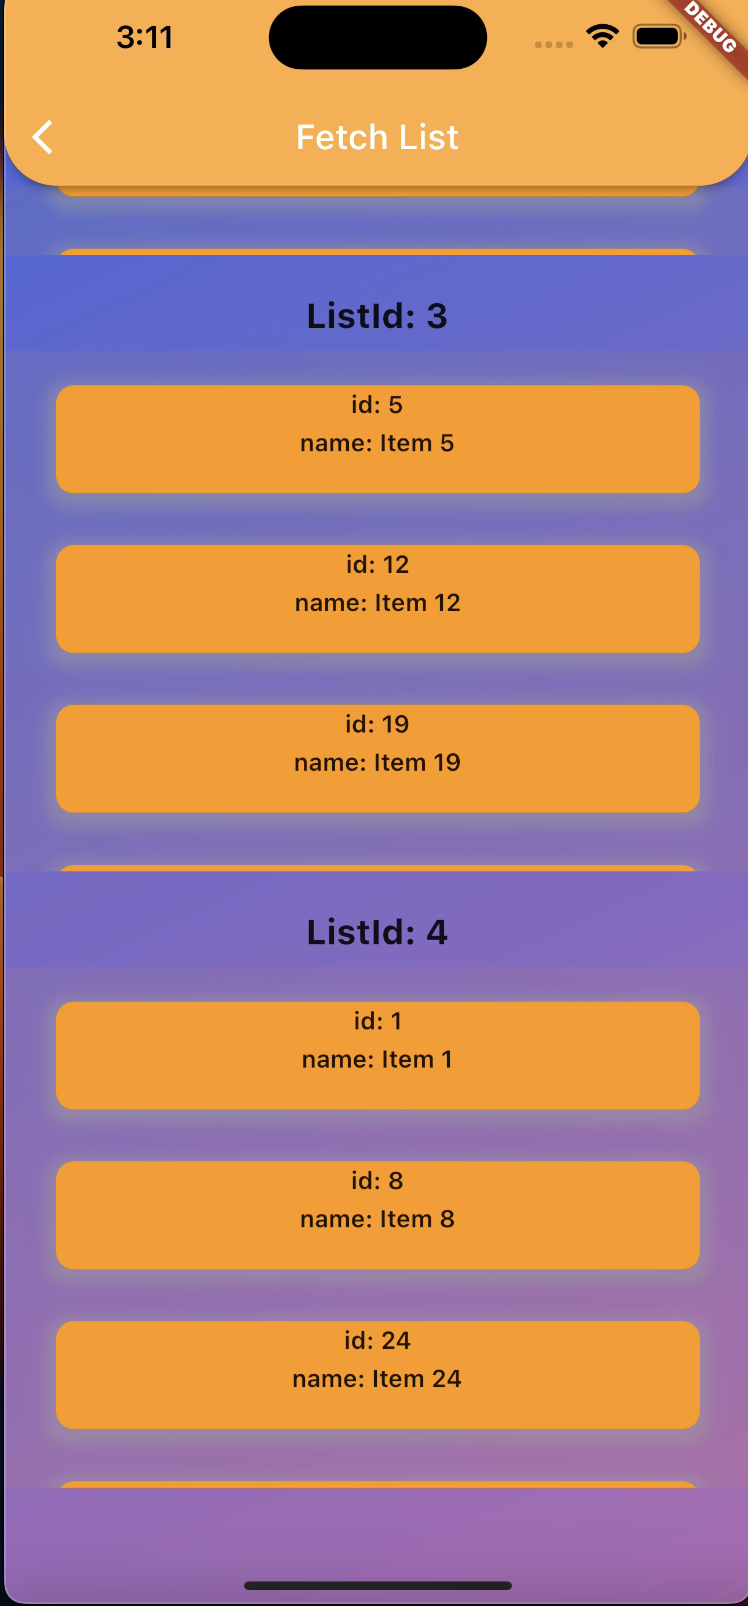 3:11
DEBUG
Fetch List
ListId: 3
id: 5
name: Item 5
id: 12
name: Item 12
id: 19
name: Item 19
ListId: 4
id: 1
name: Item 1
id: 8
name: Item 8
id: 24
name: Item 24